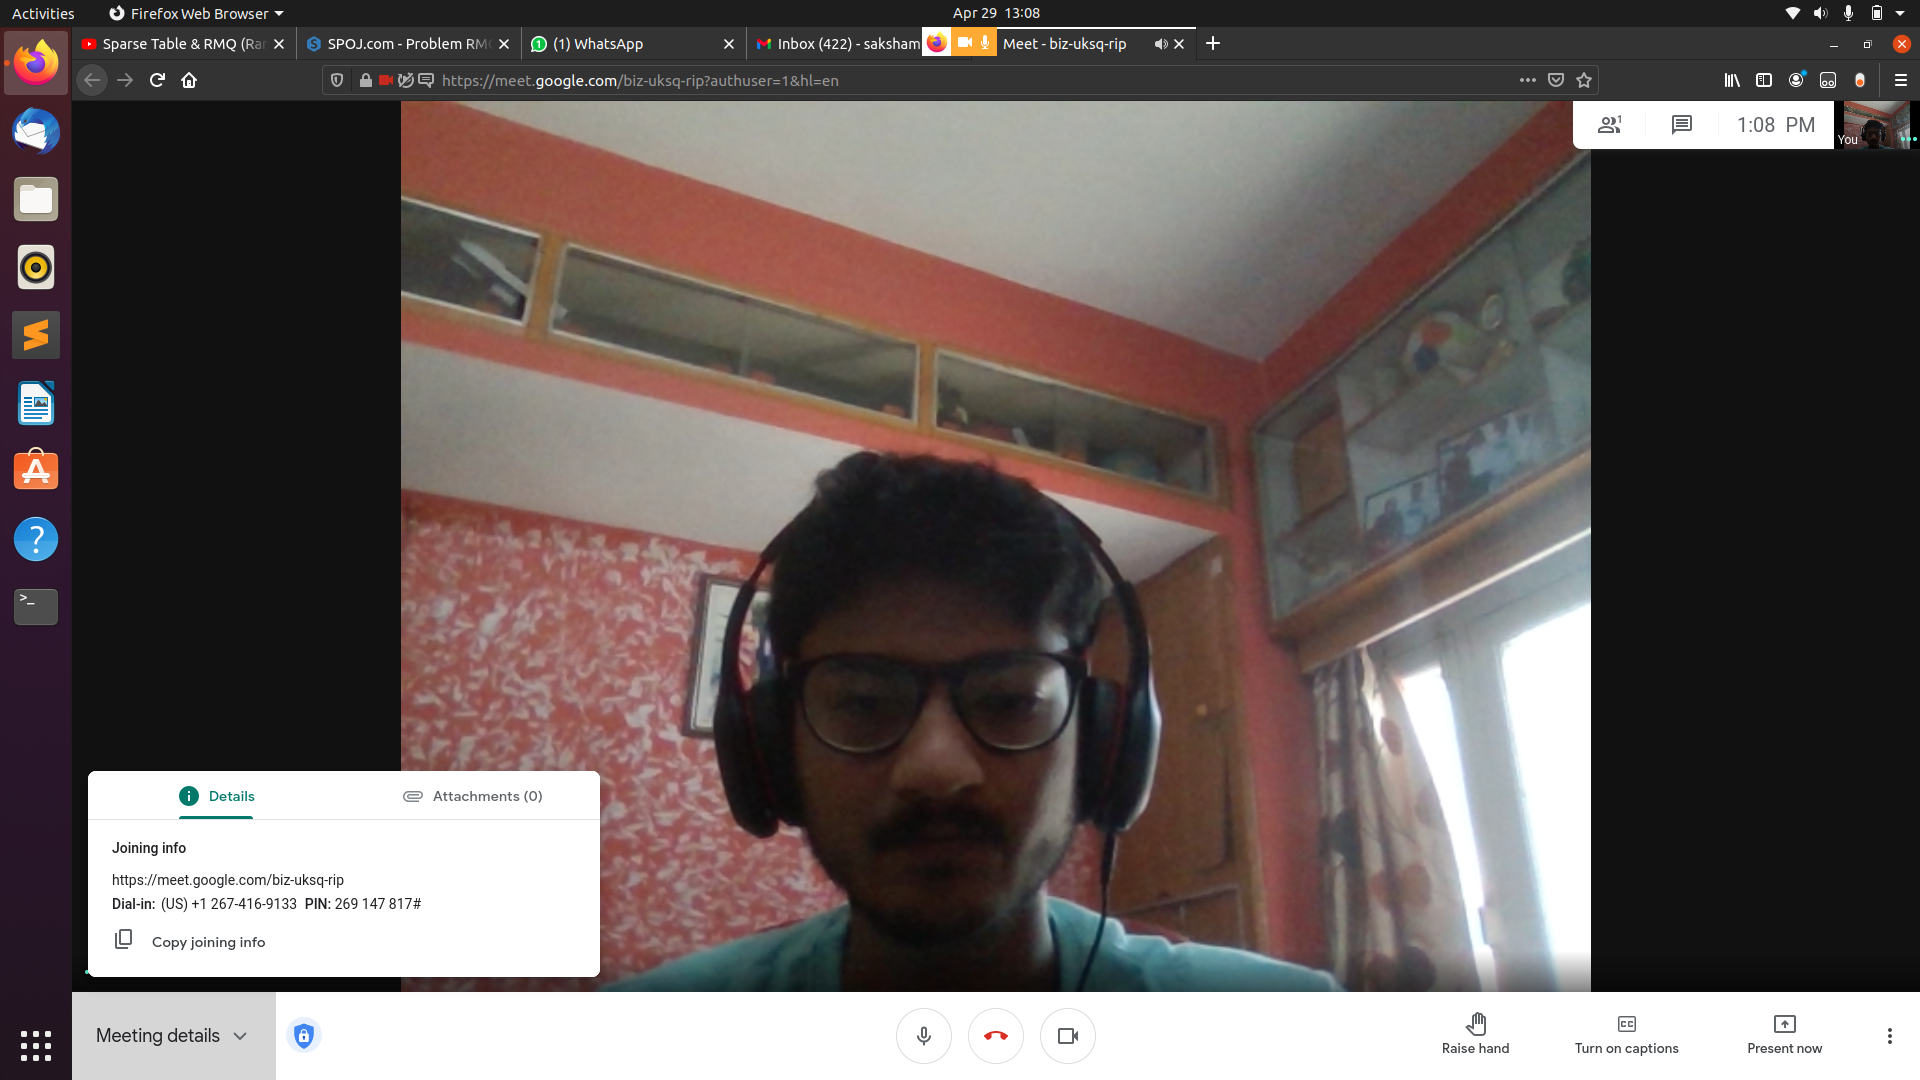 Activities
Firefox Web Browser
Apr 29 13:08
Sparse Table & RMQ (Ra
SPOJ.com - Problem RM
(1) WhatsApp
Inbox (422) - saksham
Meet - biz-uksq-rip
https://meet.google.com/biz-uksq-rip?authuser=1&hl=en
1
1:08 PM
You
Details
Attachments (0)
Joining info
https://meet.google.com/biz-uksq-rip
Dial-in: (US) +1 267-416-9133 PIN: 269 147 817#
Copy joining info
Meeting details
Raise hand
Turn on captions
Present now